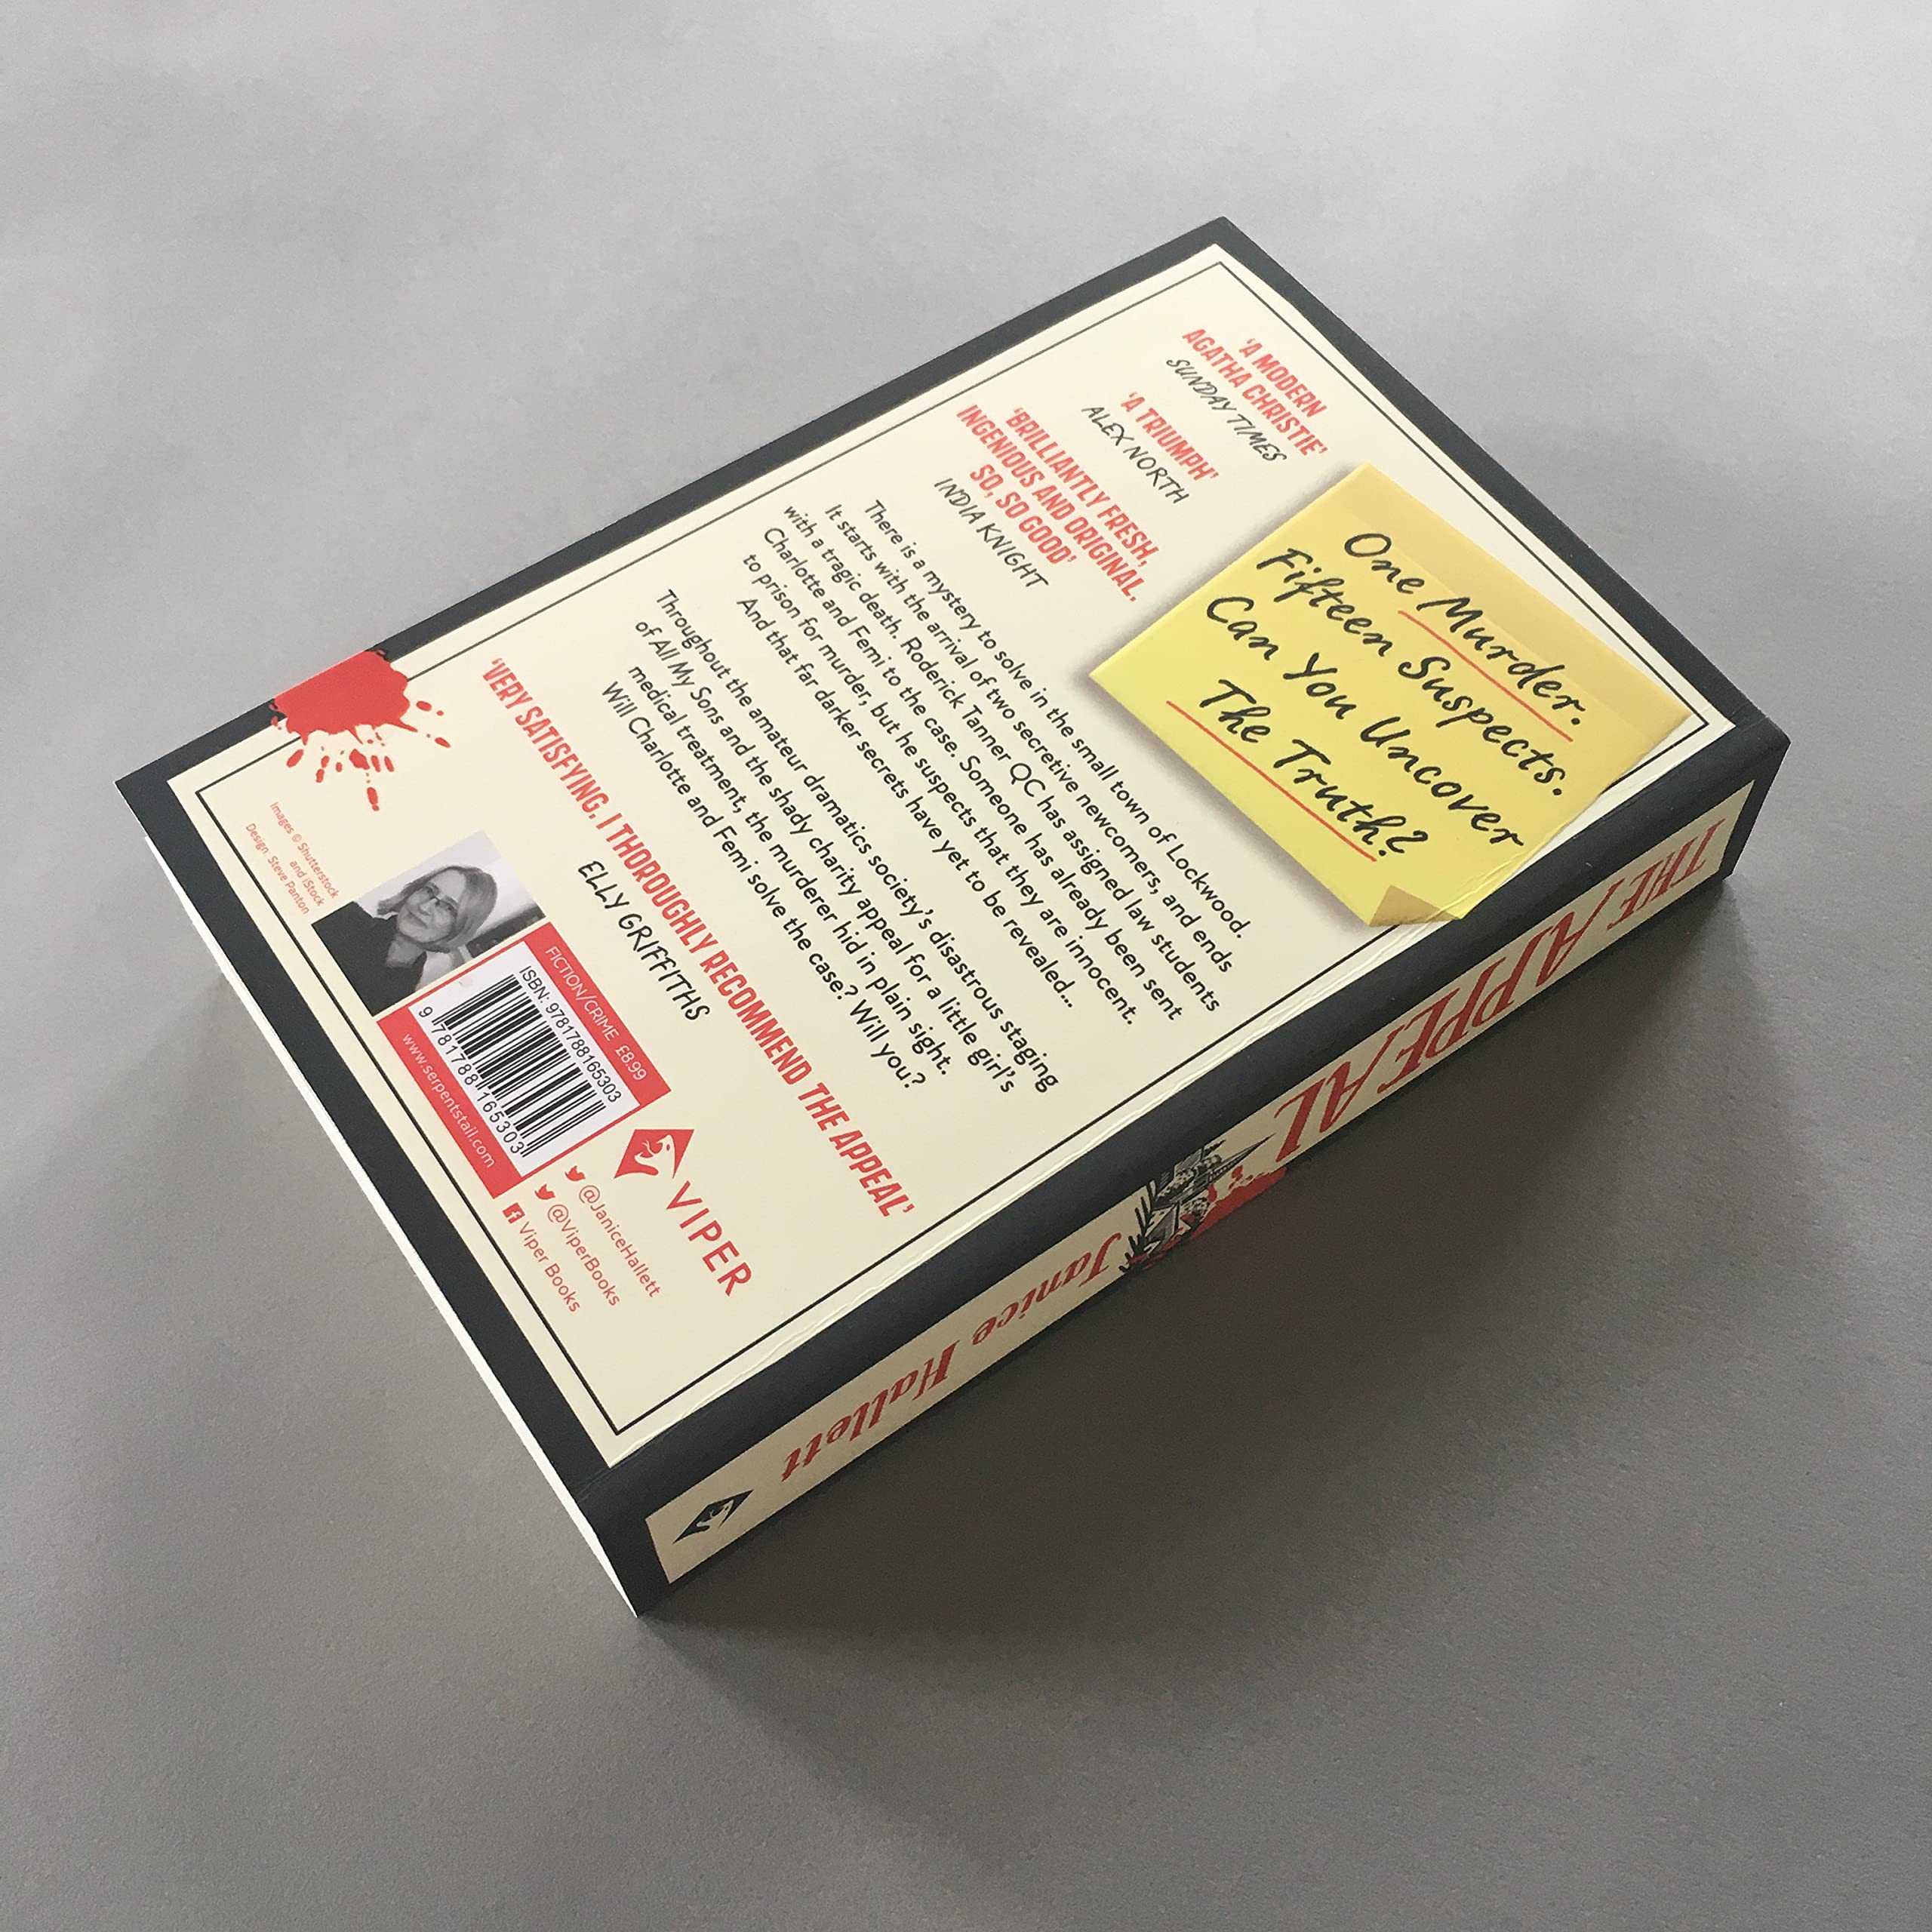 One Murder.
Fifteen Suspects.
Can You Uncover
The Truth?
'A MODERN
AGATHA CHRISTIE'
SUNDAY TIMES
'A TRIUMPH'
ALEX NORTH
'BRILLIANTLY FRESH,
INGENIOUS AND ORIGINAL.
SO, SO GOOD'
INDIA KNIGHT
There is a mystery to solve in the small town of Lockwood.
It starts with the arrival of two secretive newcomers, and ends
with a tragic death. Roderick Tanner QC has assigned law students
Charlotte and Femi to the case. Someone has already been sent
to prison for murder, but he suspects that they are innocent.
And that far darker secrets have yet to be revealed...
Throughout the amateur dramatics society's disastrous staging
of All My Sons and the shady charity appeal for a little girl's
medical treatment, the murderer hid in plain sight.
Will Charlotte and Femi solve the case? Will you?
'VERY SATISFYING. I THOROUGHLY RECOMMEND THE APPEAL'
ELLY GRIFFITHS
Images © Shutterstock
and iStock
Design: Steve Panton
FICTION/CRIME £8.99
ISBN: 9781788165303
9 781788 165303
www.serpentstail.com
VIPER
@JaniceHallett
@ViperBooks
Viper Books
THE APPEAL
Janice Hallett